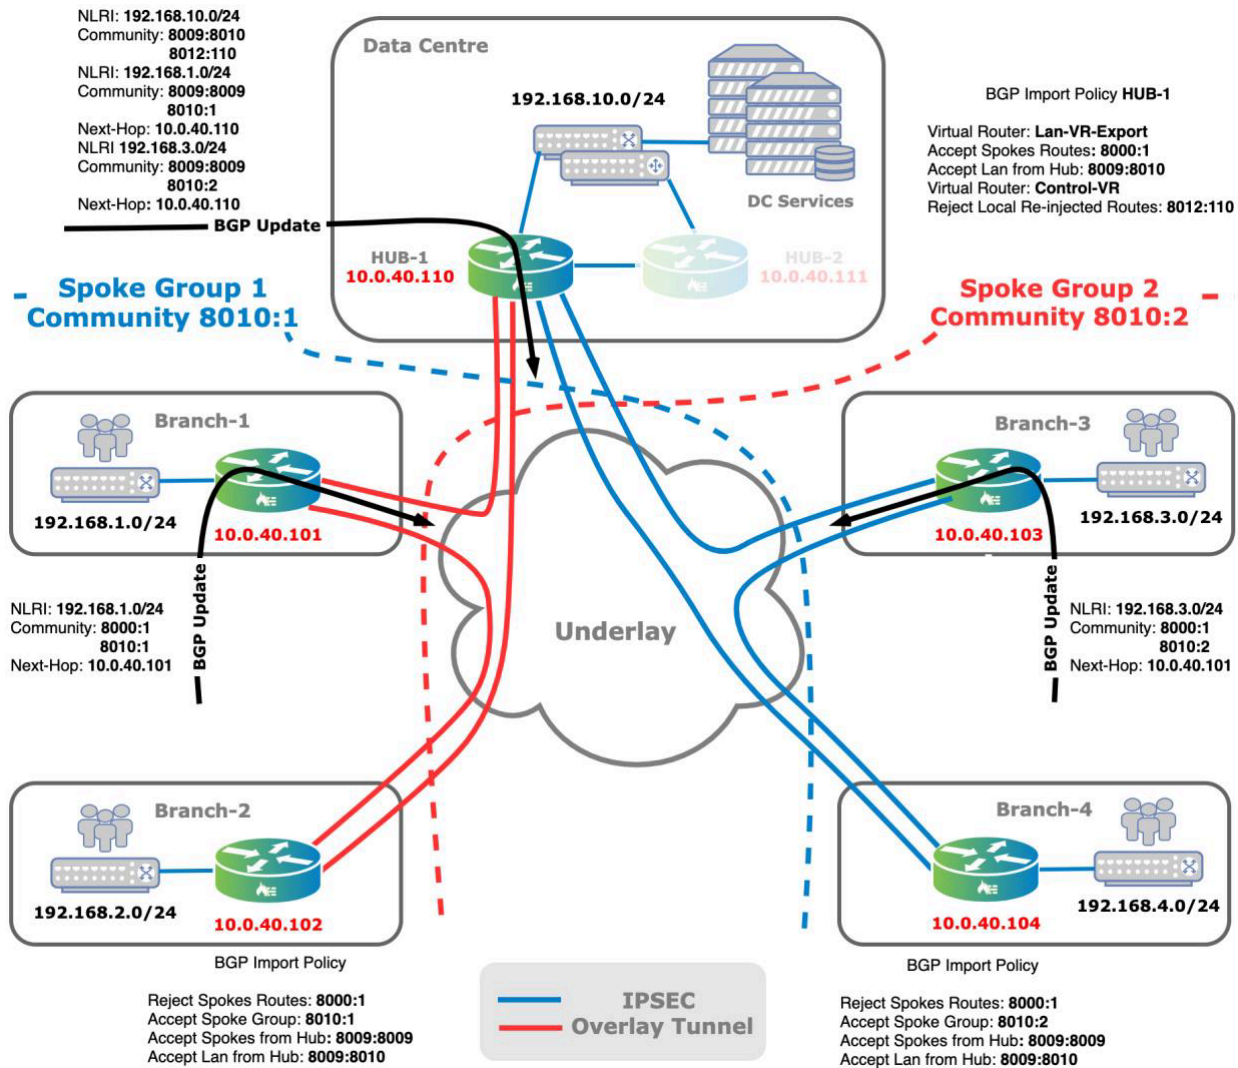 NLRI: 192.168.10.0/24
Community: 8009:8010
8012:110
NLRI: 192.168.1.0/24
Community: 8009:8009
8010:1
Next-Hop: 10.0.40.110
NLRI 192.168.3.0/24
Community: 8009:8009
8010:2
Next-Hop: 10.0.40.110
BGP Update
Data Centre
192.168.10.0/24
DC Services
HUB-1
10.0.40.110
HUB-2
10.0.40.111
BGP Import Policy HUB-1
Virtual Router: Lan-VR-Export
Accept Spokes Routes: 8000:1
Accept Lan from Hub: 8009:8010
Virtual Router: Control-VR
Reject Local Re-injected Routes: 8012:110
Spoke Group 1
Community 8010:1
Spoke Group 2
Community 8010:2
Branch-1
192.168.1.0/24
10.0.40.101
BGP Update
NLRI: 192.168.1.0/24
Community: 8000:1
8010:1
Next-Hop: 10.0.40.101
Underlay
Branch-3
192.168.3.0/24
10.0.40.103
BGP Update
NLRI: 192.168.3.0/24
Community: 8000:1
8010:2
Next-Hop: 10.0.40.101
Branch-2
192.168.2.0/24
10.0.40.102
BGP Import Policy
Reject Spokes Routes: 8000:1
Accept Spoke Group: 8010:1
Accept Spokes from Hub: 8009:8009
Accept Lan from Hub: 8009:8010
IPSEC
Overlay Tunnel
Branch-4
192.168.4.0/24
10.0.40.104
BGP Import Policy
Reject Spokes Routes: 8000:1
Accept Spoke Group: 8010:2
Accept Spokes from Hub: 8009:8009
Accept Lan from Hub: 8009:8010